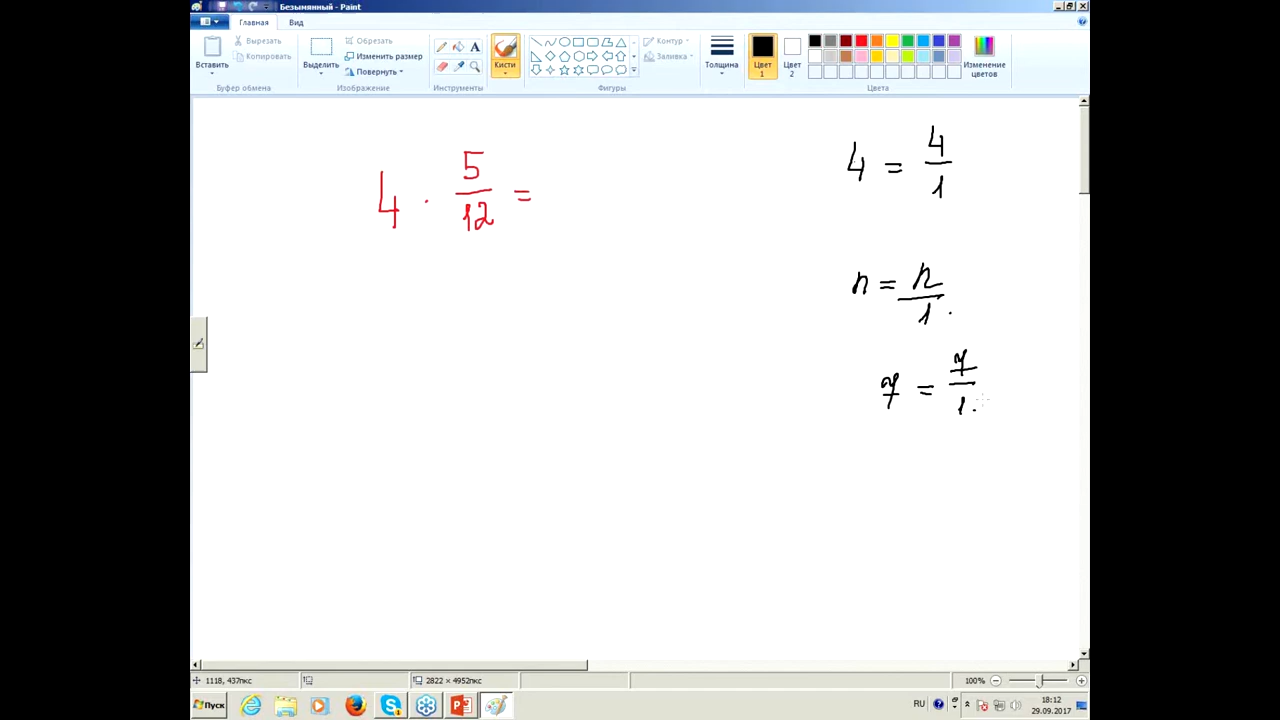 Безымянный - Paint
Главная Вид
Вставить
Вырезать
Копировать
Буфер обмена
Выделить
Обрезать
Изменить размер
Повернуть
Изображение
Инструменты
Кисти
Контур
Заливка
Фигуры
Толщина
Цвет 1
Цвет 2
Изменение цветов
Цвета
4 · 5/12 =
4 = 4/1
n = n/1.
7 = 7/1.
1118, 437пкс
2822 × 4952пкс
100%
Пуск
RU
18:12
29.09.2017